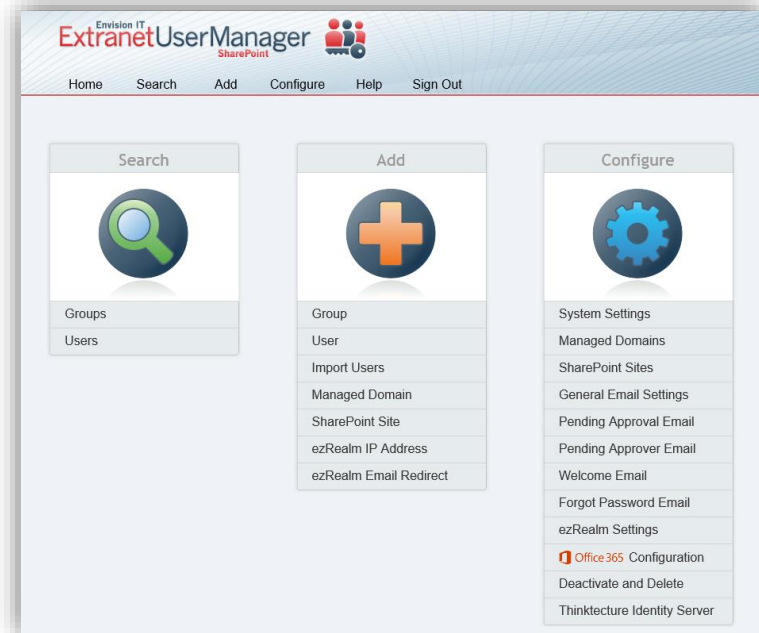 Envision IT
ExtranetUserManager
SharePoint
Home Search Add Configure Help Sign Out
Search
Groups
Users
Add
Group
User
Import Users
Managed Domain
SharePoint Site
ezRealm IP Address
ezRealm Email Redirect
Configure
System Settings
Managed Domains
SharePoint Sites
General Email Settings
Pending Approval Email
Pending Approver Email
Welcome Email
Forgot Password Email
ezRealm Settings
Office 365 Configuration
Deactivate and Delete
Thinktecture Identity Server